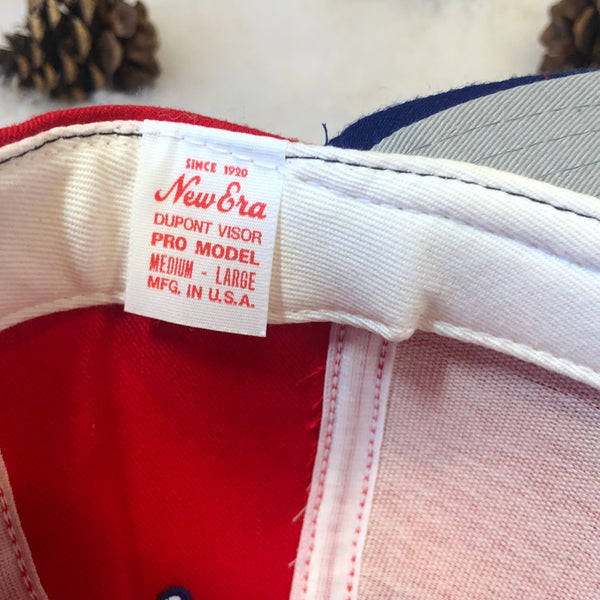 SINCE 1920
New Era
DUPONT VISOR
PRO MODEL
MEDIUM - LARGE
MFG. IN U.S.A.